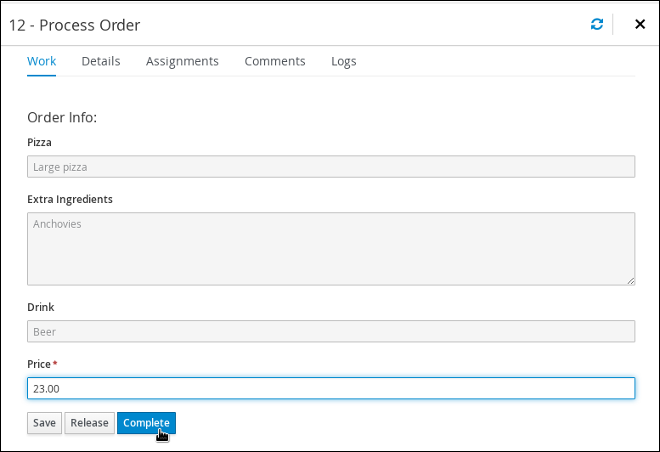 12 - Process Order
Work Details Assignments Comments Logs
Order Info:
Pizza
Large pizza
Extra Ingredients
Anchovies
Drink
Beer
Price*
23.00
Save Release Complete